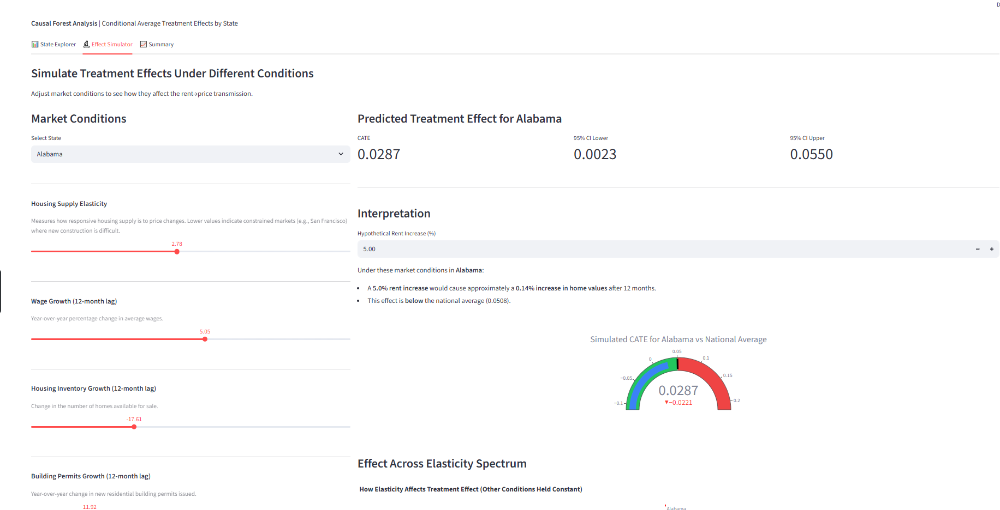 D
Causal Forest Analysis | Conditional Average Treatment Effects by State
State Explorer
Effect Simulator
Summary
Simulate Treatment Effects Under Different Conditions
Adjust market conditions to see how they affect the rent→price transmission.
Market Conditions
Select State
Alabama
Housing Supply Elasticity
Measures how responsive housing supply is to price changes. Lower values indicate constrained markets (e.g., San Francisco)
where new construction is difficult.
2.78
Wage Growth (12-month lag)
Year-over-year percentage change in average wages.
5.05
Housing Inventory Growth (12-month lag)
Change in the number of homes available for sale.
-17.61
Building Permits Growth (12-month lag)
Year-over-year change in new residential building permits issued.
11.92
Predicted Treatment Effect for Alabama
CATE
0.0287
95% CI Lower
0.0023
95% CI Upper
0.0550
Interpretation
Hypothetical Rent Increase (%)
5.00
− +
Under these market conditions in Alabama:
• A 5.0% rent increase would cause approximately a 0.14% increase in home values after 12 months.
• This effect is below the national average (0.0508).
Simulated CATE for Alabama vs National Average
−0.1
−0.05
0
0.05
0.1
0.15
0.2
0.0287
▼−0.0221
Effect Across Elasticity Spectrum
How Elasticity Affects Treatment Effect (Other Conditions Held Constant)
Alabama